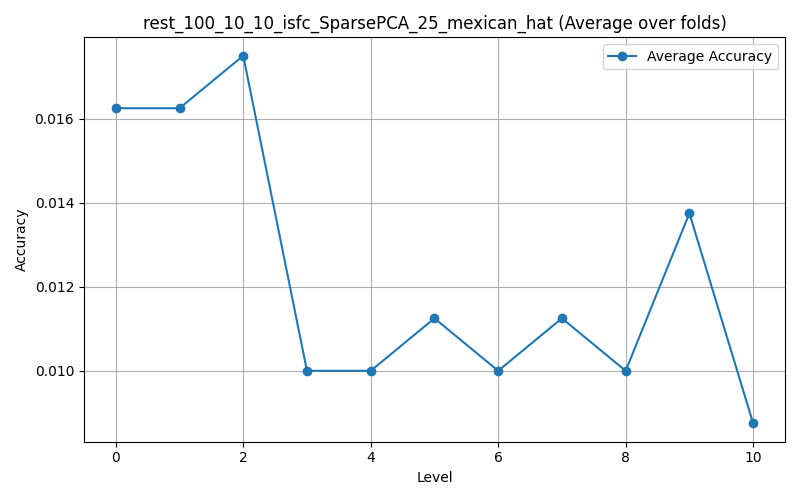 rest_100_10_10_isfc_SparsePCA_25_mexican_hat (Average over folds)
Average Accuracy
0.016
0.014
0.012
0.010
Accuracy
0 2 4 6 8 10
Level